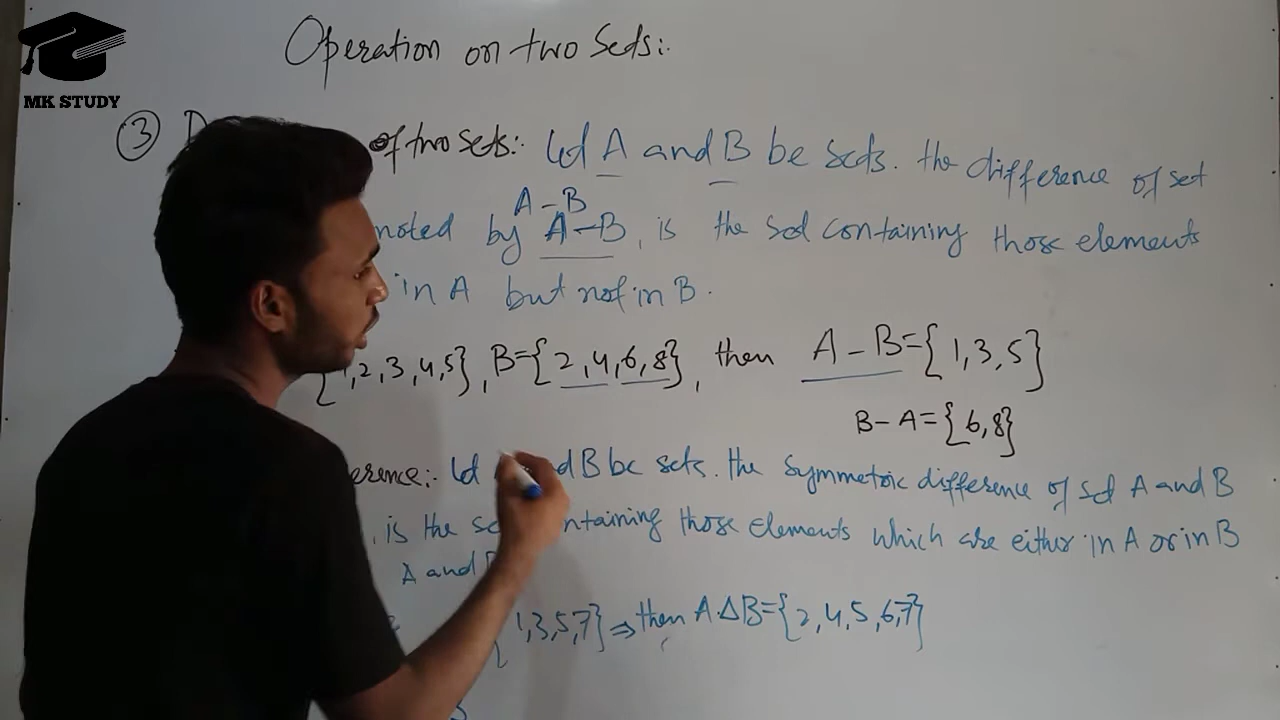 MK STUDY
Operation on two Sets:
③ of two sets: Let A and B be sets. the difference of set
A - B
noted by A - B, is the set containing those elements
in A but not in B.
{1,2,3,4,5}, B={2,4,6,8}, then A - B={1,3,5}
B - A={6,8}
erence: Let d B be sets. the symmetric difference of set A and B
, is the ntaining those elements which are either in A or in B
A and
{1,3,5,7} ⇒ then A Δ B={2,4,5,6,7}